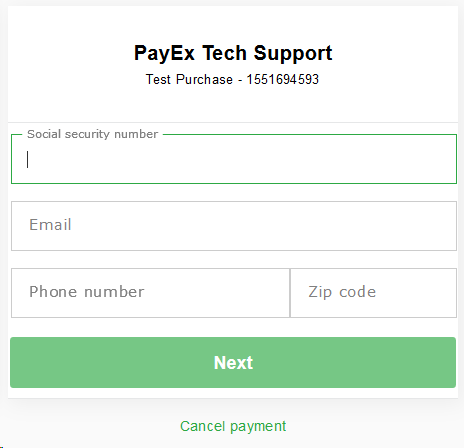 PayEx Tech Support
Test Purchase - 1551694593
Social security number
Email
Phone number
Zip code
Next
Cancel payment